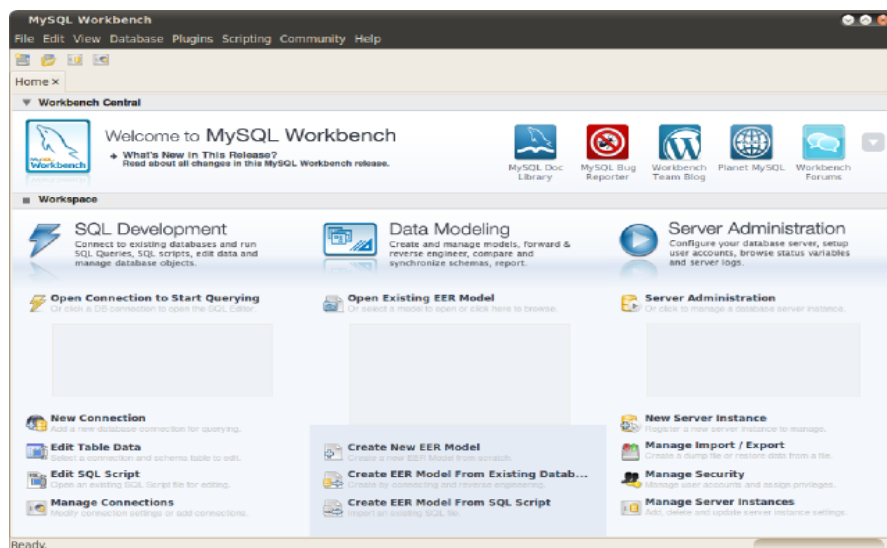 MySQL Workbench
File Edit View Database Plugins Scripting Community Help
Home ×
Workbench Central
MySQL
Workbench
Welcome to MySQL Workbench
What's New In This Release?
Read about all changes in this MySQL Workbench release.
MySQL Doc
Library
MySQL Bug
Reporter
Workbench
Team Blog
Planet MySQL
Workbench
Forums
Workspace
SQL Development
Connect to existing databases and run
SQL Queries, SQL scripts, edit data and
manage database objects.
Data Modeling
Create and manage models, forward &
reverse engineer, compare and
synchronize schemas, report.
Server Administration
Configure your database server, setup
user accounts, browse status variables
and server logs.
Open Connection to Start Querying
Or click a DB connection to open the SQL Editor.
Open Existing EER Model
Or select a model to open or click here to browse.
Server Administration
Or click to manage a database server instance.
New Connection
Add a new database connection for querying.
Edit Table Data
Select a connection and schema table to edit.
Edit SQL Script
Open an existing SQL Script file for editing.
Manage Connections
Modify connection settings or add connections.
Create New EER Model
Create a new EER Model from scratch.
Create EER Model From Existing Datab...
Create by connecting and reverse engineering.
Create EER Model From SQL Script
Import an existing SQL file.
New Server Instance
Register a new server instance to manage.
Manage Import / Export
Create a dump file or restore data from a file.
Manage Security
Manage user accounts and assign privileges.
Manage Server Instances
Add, delete and update server instance settings.
Ready.